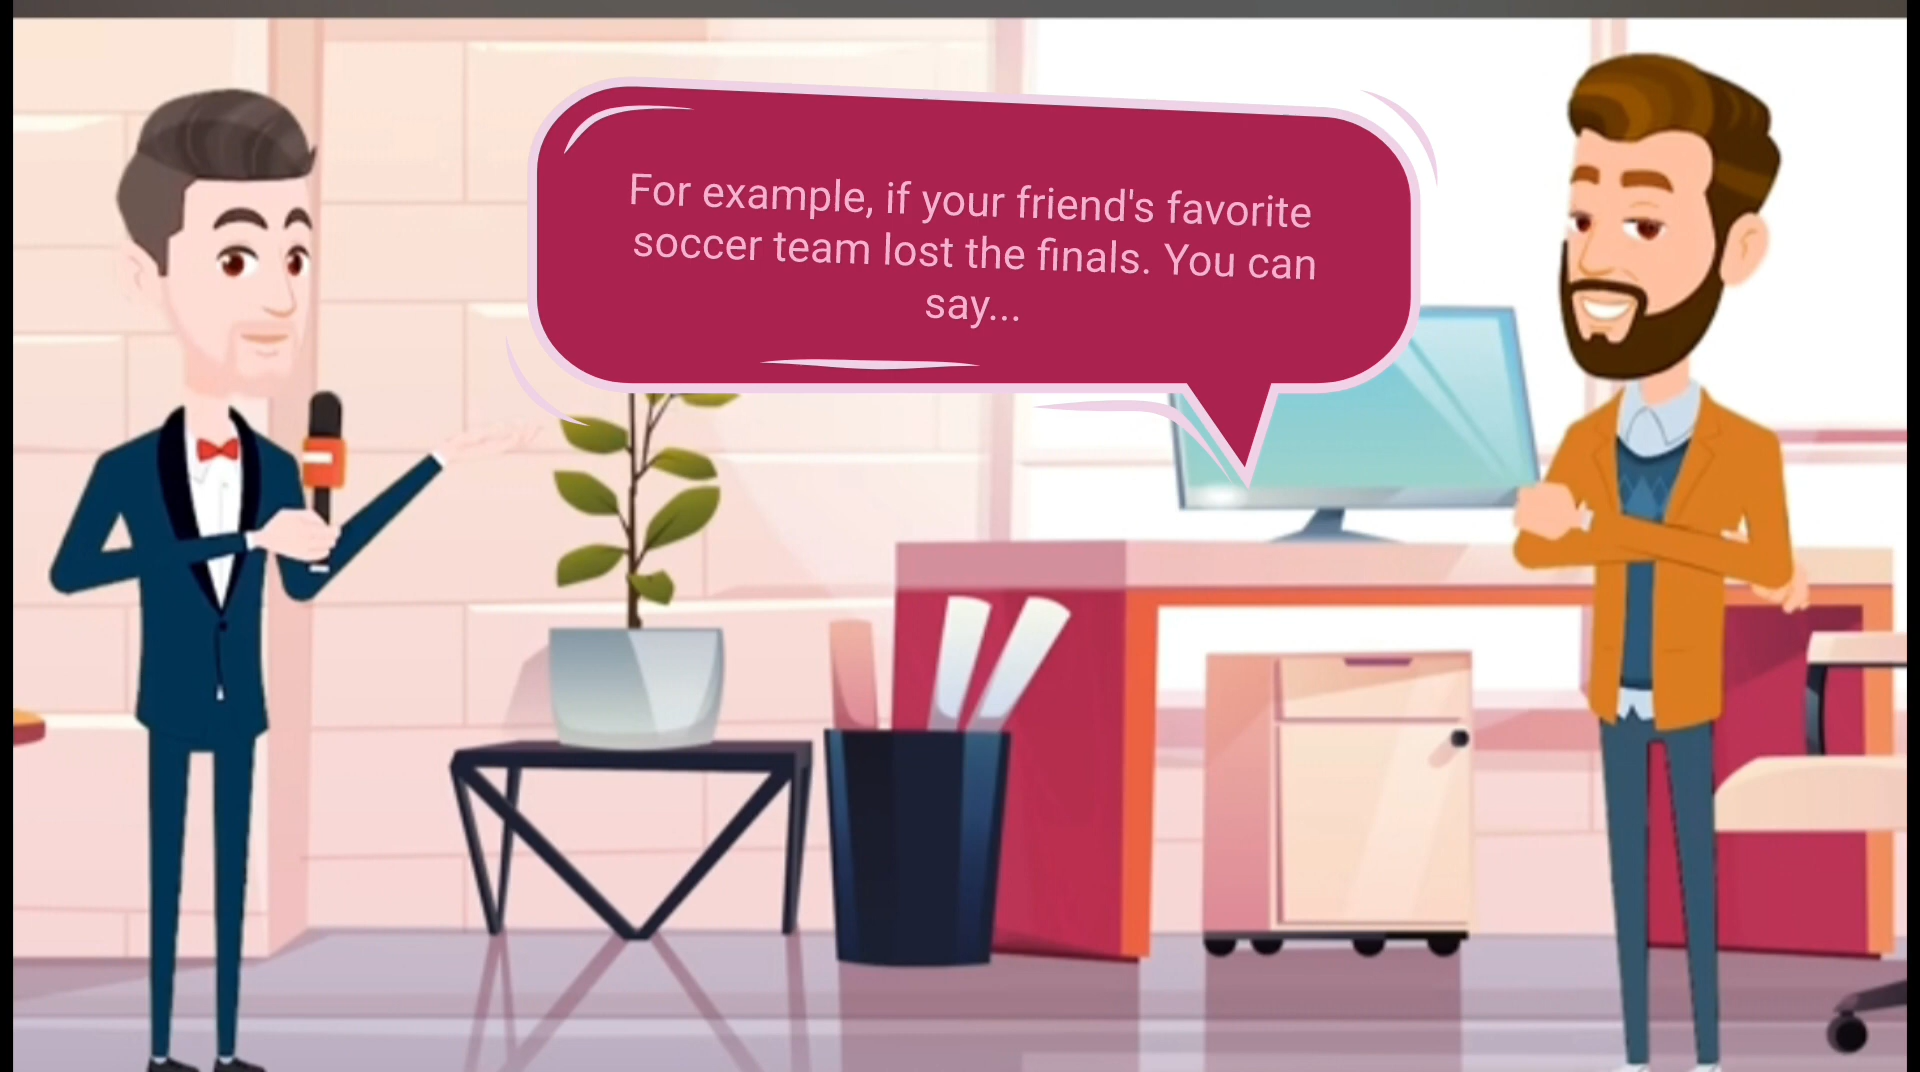 For example, if your friend's favorite
soccer team lost the finals. You can
say...